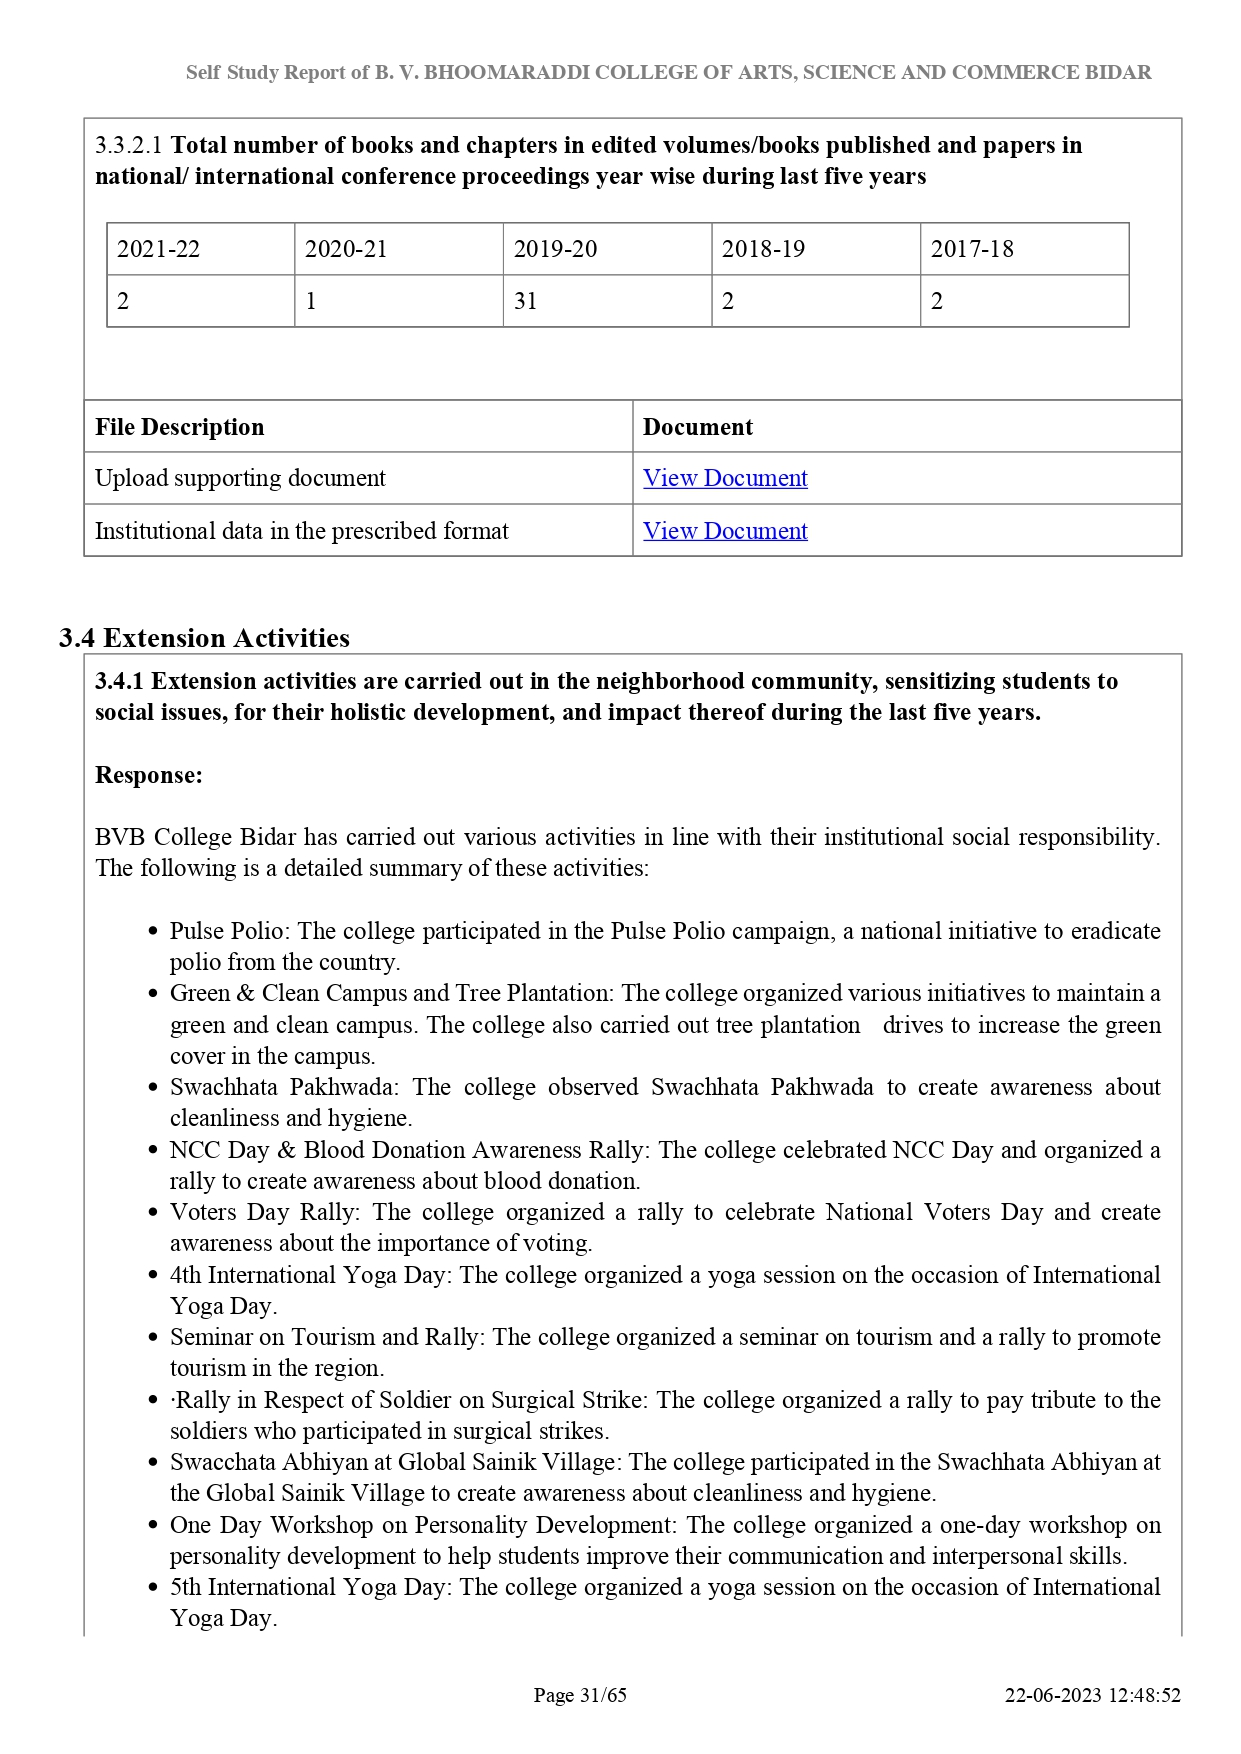 Self Study Report of B. V. BHOOMARADDI COLLEGE OF ARTS, SCIENCE AND COMMERCE BIDAR
3.3.2.1 Total number of books and chapters in edited volumes/books published and papers in
national/ international conference proceedings year wise during last five years
2021-22 2020-21 2019-20 2018-19 2017-18
2 1 31 2 2
File Description Document
Upload supporting document View Document
Institutional data in the prescribed format View Document
3.4 Extension Activities
3.4.1 Extension activities are carried out in the neighborhood community, sensitizing students to
social issues, for their holistic development, and impact thereof during the last five years.
Response:
BVB College Bidar has carried out various activities in line with their institutional social responsibility.
The following is a detailed summary of these activities:
• Pulse Polio: The college participated in the Pulse Polio campaign, a national initiative to eradicate
polio from the country.
• Green & Clean Campus and Tree Plantation: The college organized various initiatives to maintain a
green and clean campus. The college also carried out tree plantation drives to increase the green
cover in the campus.
• Swachhata Pakhwada: The college observed Swachhata Pakhwada to create awareness about
cleanliness and hygiene.
• NCC Day & Blood Donation Awareness Rally: The college celebrated NCC Day and organized a
rally to create awareness about blood donation.
• Voters Day Rally: The college organized a rally to celebrate National Voters Day and create
awareness about the importance of voting.
• 4th International Yoga Day: The college organized a yoga session on the occasion of International
Yoga Day.
• Seminar on Tourism and Rally: The college organized a seminar on tourism and a rally to promote
tourism in the region.
• ·Rally in Respect of Soldier on Surgical Strike: The college organized a rally to pay tribute to the
soldiers who participated in surgical strikes.
• Swacchata Abhiyan at Global Sainik Village: The college participated in the Swachhata Abhiyan at
the Global Sainik Village to create awareness about cleanliness and hygiene.
• One Day Workshop on Personality Development: The college organized a one-day workshop on
personality development to help students improve their communication and interpersonal skills.
• 5th International Yoga Day: The college organized a yoga session on the occasion of International
Yoga Day.
Page 31/65 22-06-2023 12:48:52